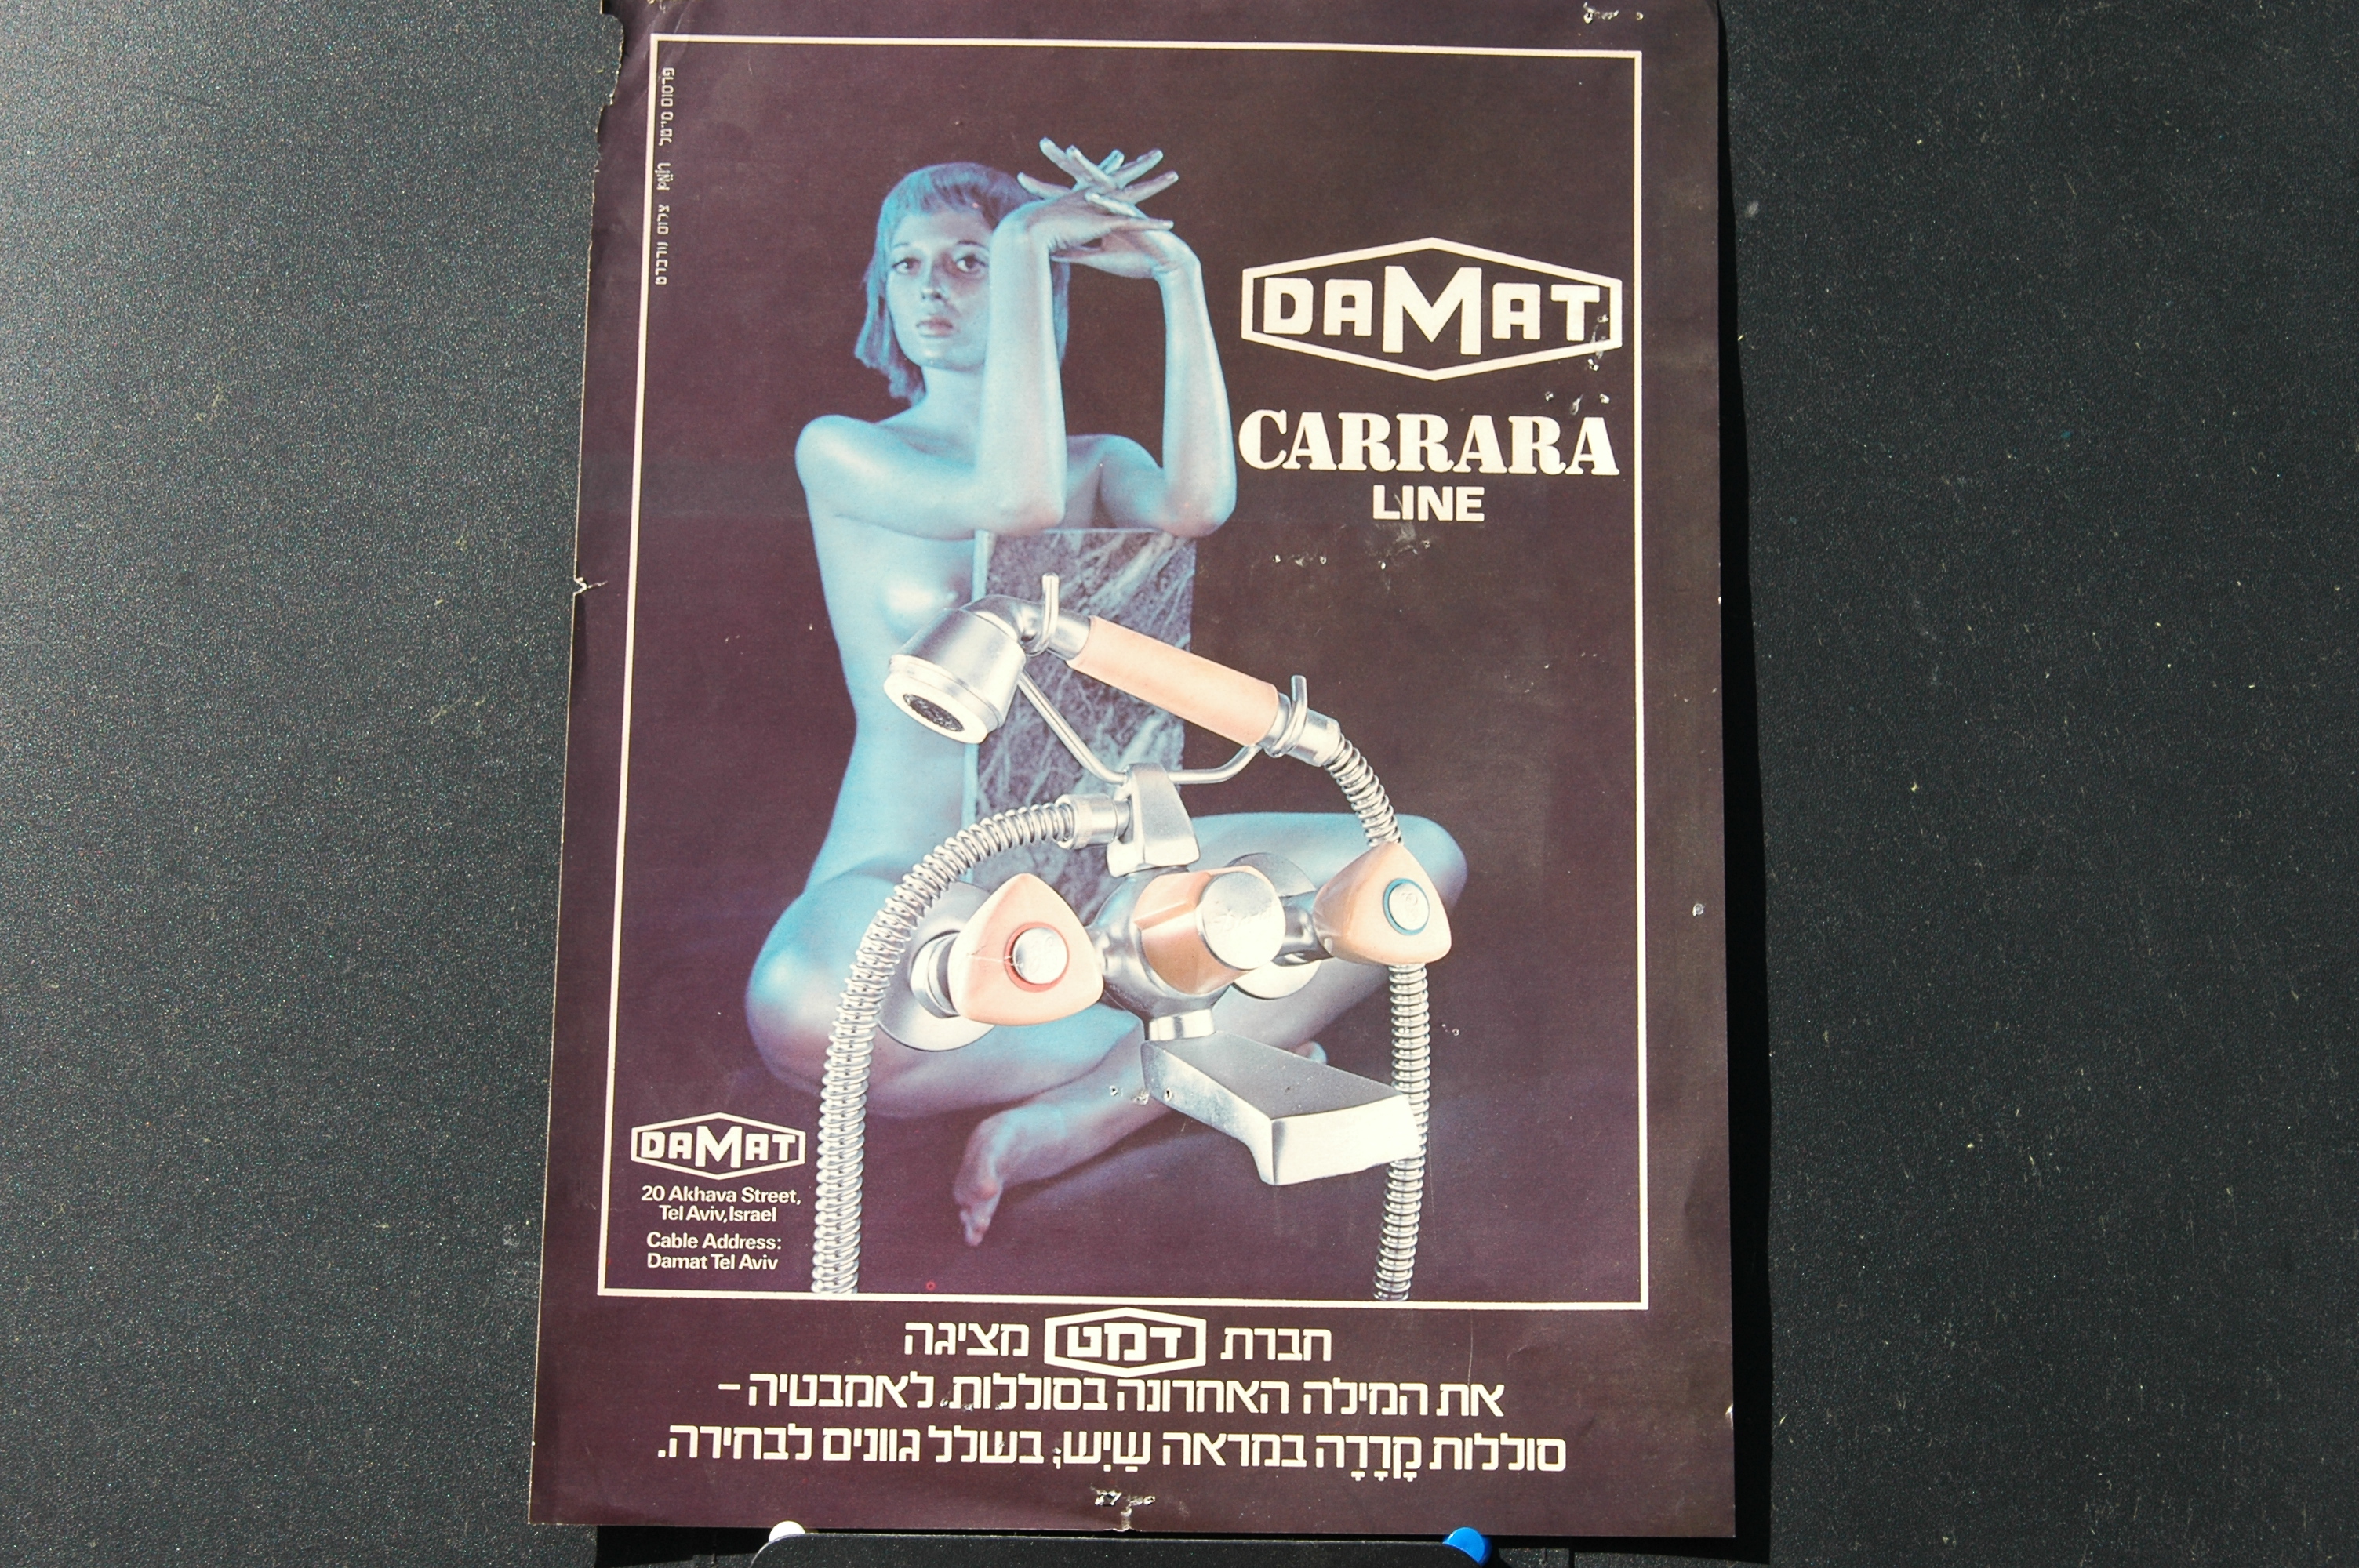 DAMAT
CARRARA
LINE
DAMAT
20 Akhava Street,
Tel Aviv, Israel
Cable Address:
Damat Tel Aviv
חברת דמט מציגה
את המילה האחרונה בסוללות לאמבטיה –
סוללות קָרָרָה במראה שַיִש, בשלל גוונים לבחירה.